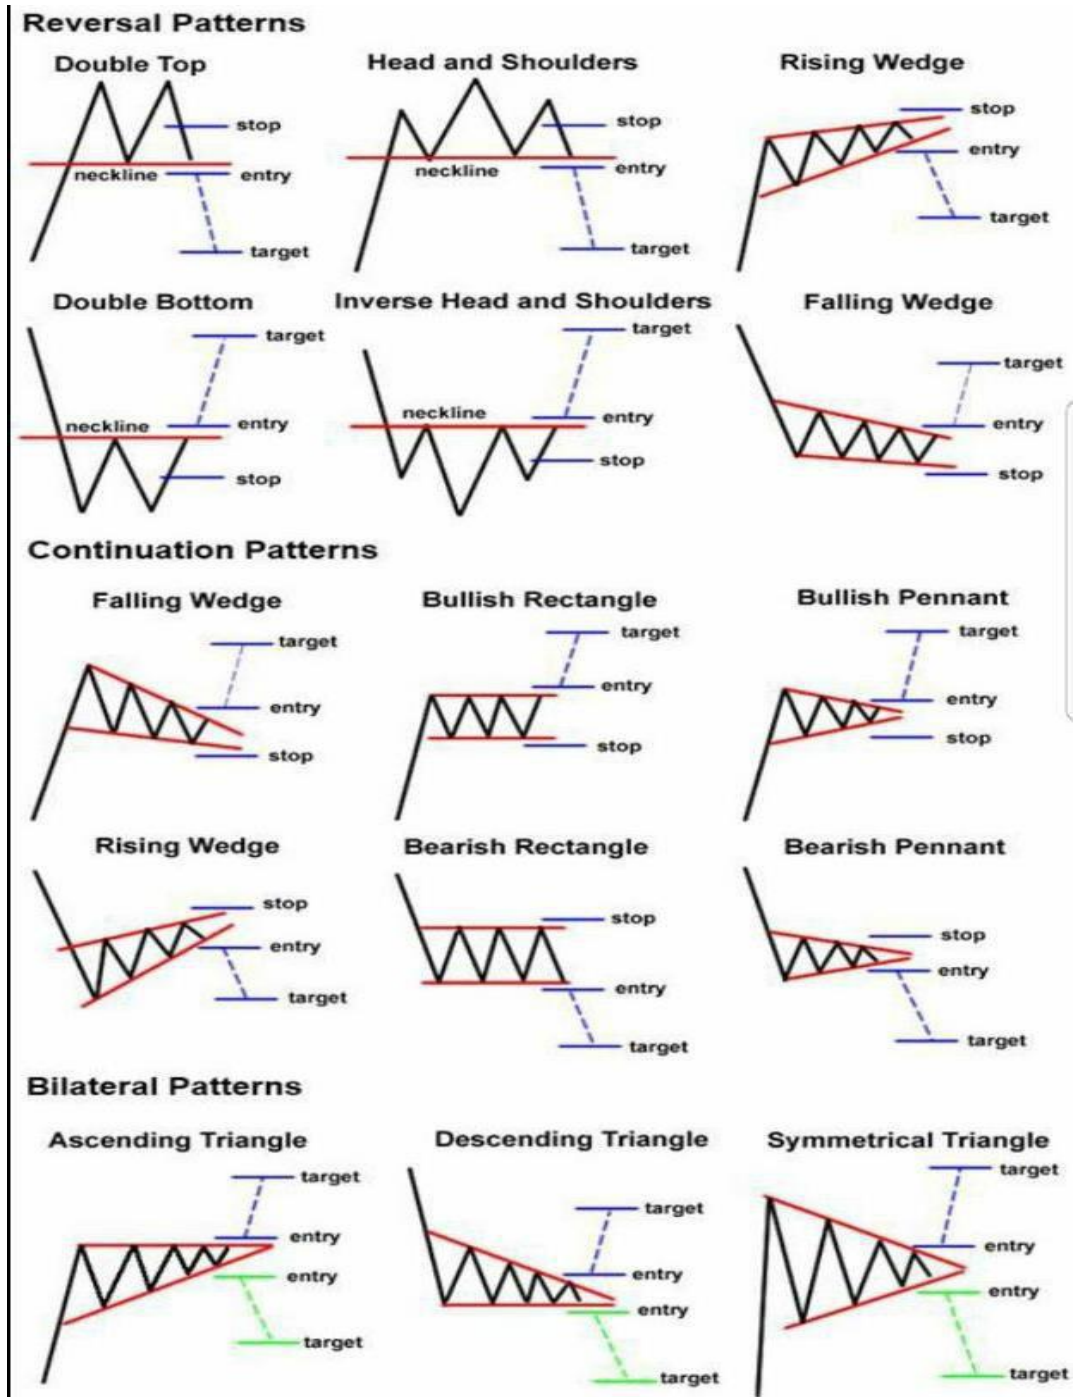 Reversal Patterns
Double Top
stop
neckline
entry
target
Head and Shoulders
stop
neckline
entry
target
Rising Wedge
stop
entry
target
Double Bottom
target
neckline
entry
stop
Inverse Head and Shoulders
target
neckline
entry
stop
Falling Wedge
target
entry
stop
Continuation Patterns
Falling Wedge
target
entry
stop
Bullish Rectangle
target
entry
stop
Bullish Pennant
target
entry
stop
Rising Wedge
stop
entry
target
Bearish Rectangle
stop
entry
target
Bearish Pennant
stop
entry
target
Bilateral Patterns
Ascending Triangle
target
entry
entry
target
Descending Triangle
target
entry
entry
target
Symmetrical Triangle
target
entry
entry
target